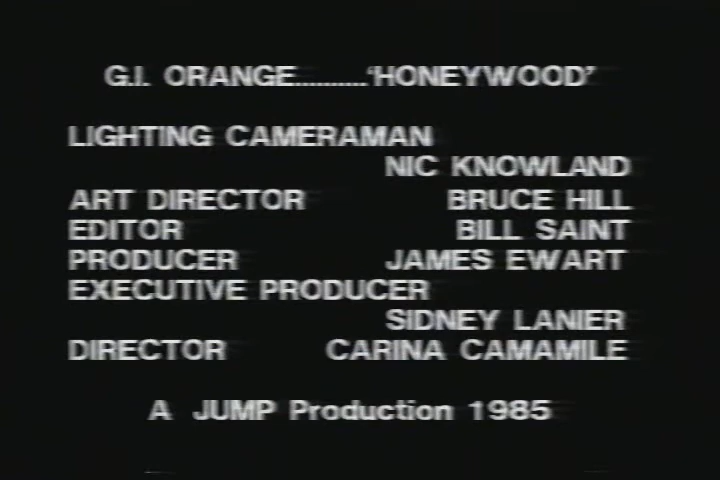 G.I. ORANGE..........'HONEYWOOD'
LIGHTING CAMERAMAN
NIC KNOWLAND
ART DIRECTOR BRUCE HILL
EDITOR BILL SAINT
PRODUCER JAMES EWART
EXECUTIVE PRODUCER
SIDNEY LANIER
DIRECTOR CARINA CAMAMILE
A JUMP Production 1985